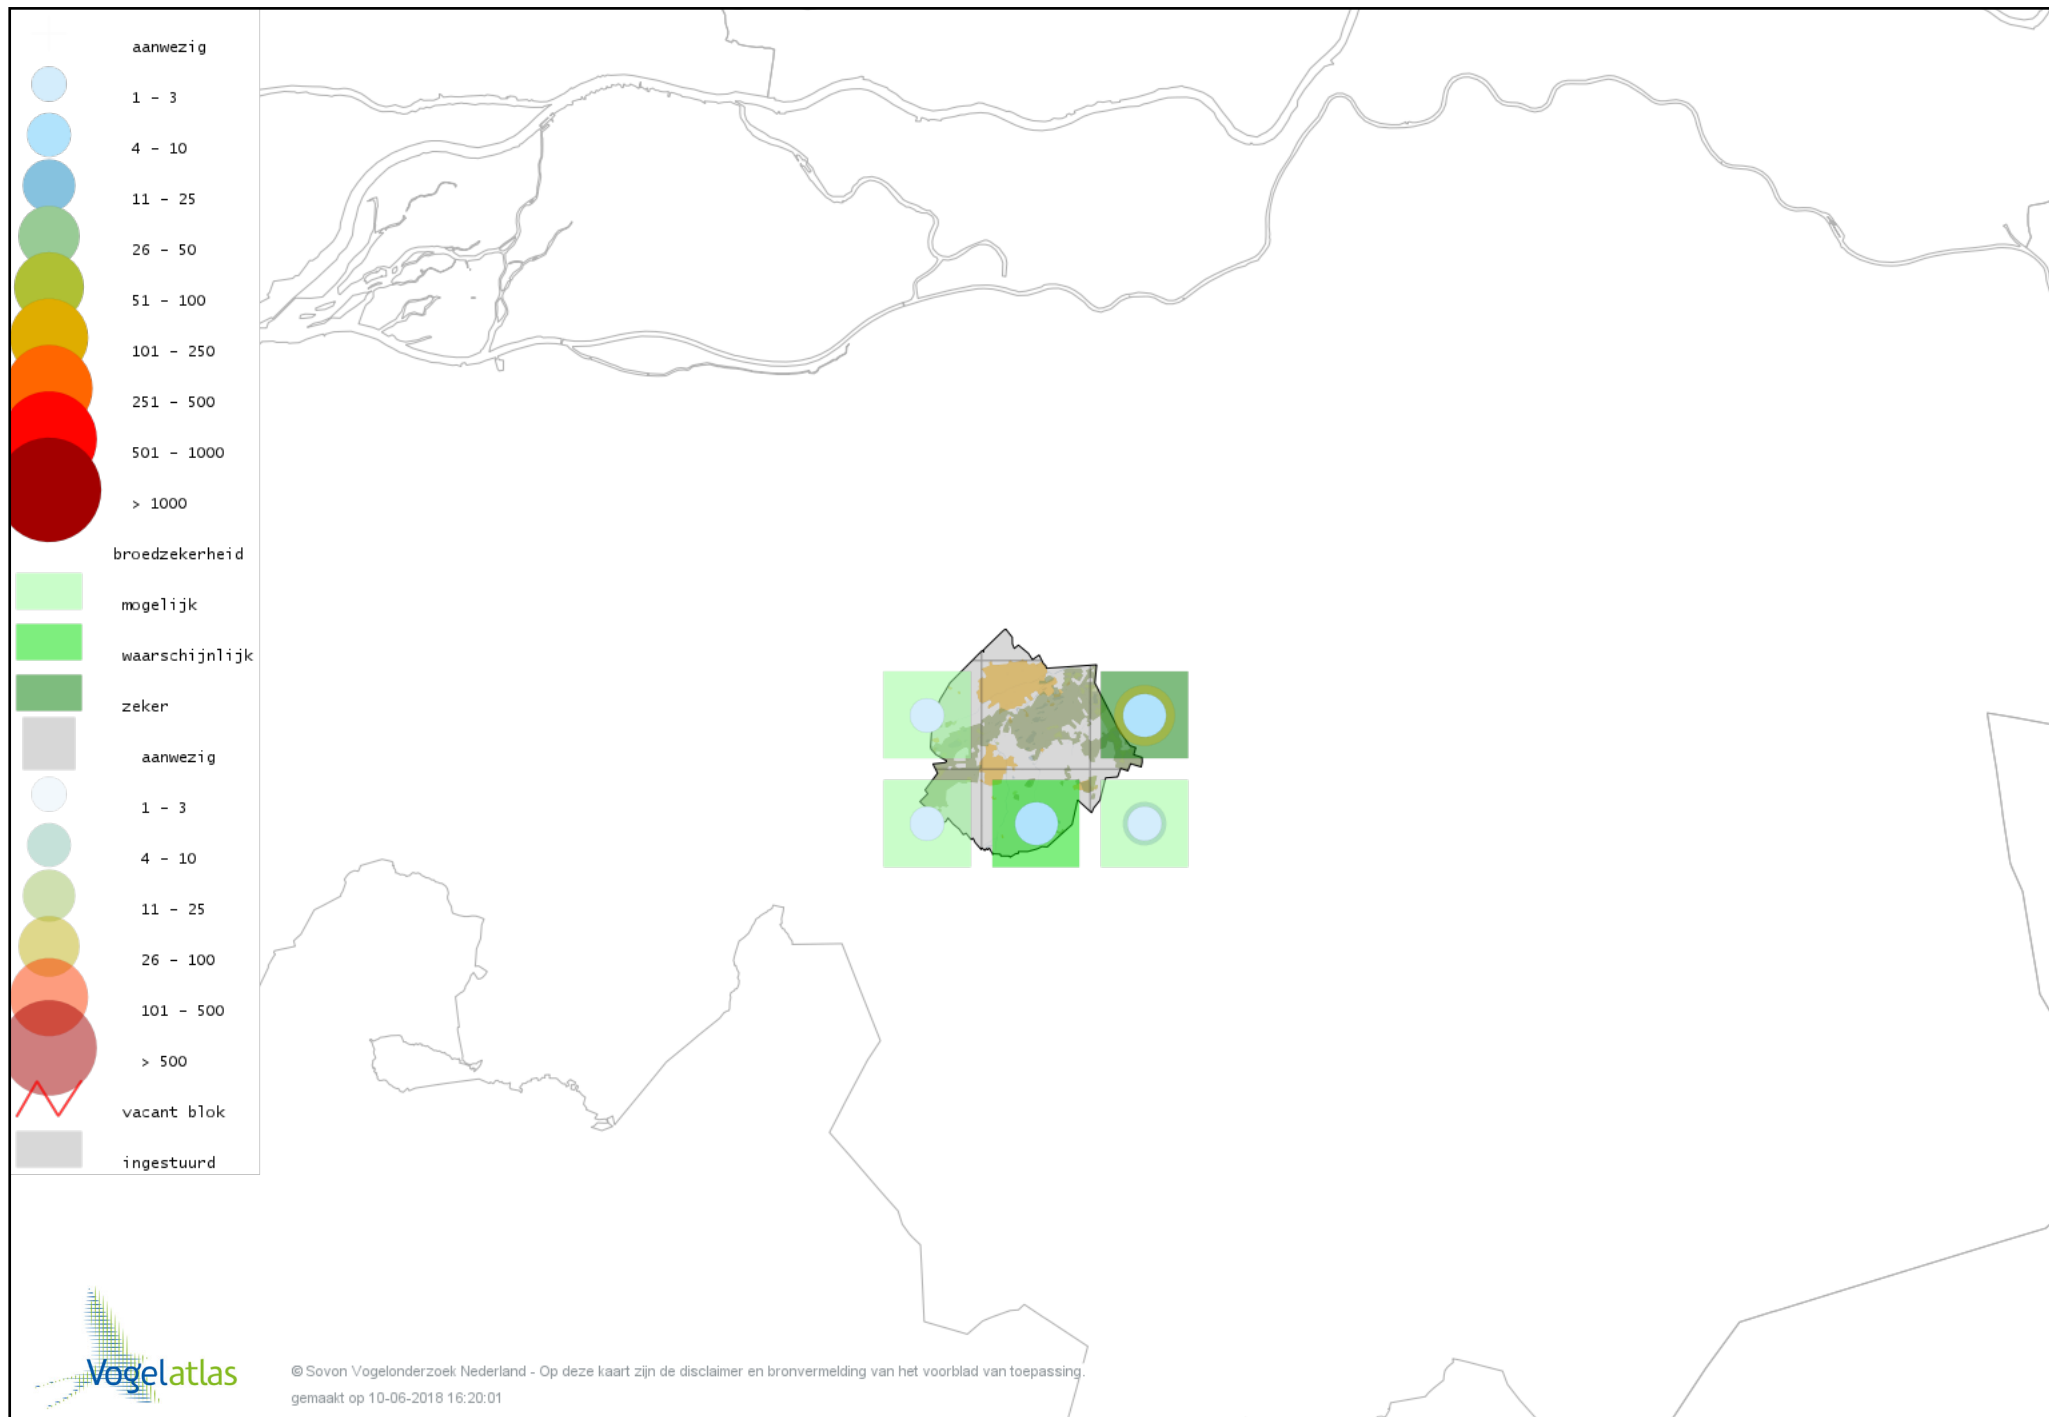 aanwezig
1 - 3
4 - 10
11 - 25
26 - 50
51 - 100
101 - 250
251 - 500
501 - 1000
> 1000
broedzekerheid
mogelijk
waarschijnlijk
zeker
aanwezig
1 - 3
4 - 10
11 - 25
26 - 100
101 - 500
> 500
vacant blok
ingestuurd
Vogelatlas
© Sovon Vogelonderzoek Nederland - Op deze kaart zijn de disclaimer en bronvermelding van het voorblad van toepassing.
gemaakt op 10-06-2018 16:20:01